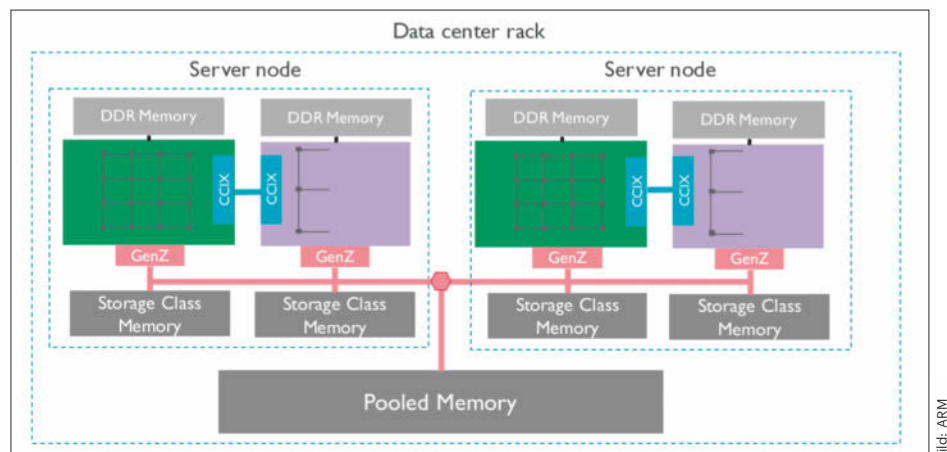 Data center rack
Server node
Server node
DDR Memory
DDR Memory
DDR Memory
DDR Memory
CCIX
CCIX
CCIX
CCIX
GenZ
GenZ
GenZ
GenZ
Storage Class
Memory
Storage Class
Memory
Storage Class
Memory
Storage Class
Memory
Pooled Memory
ild: ARM